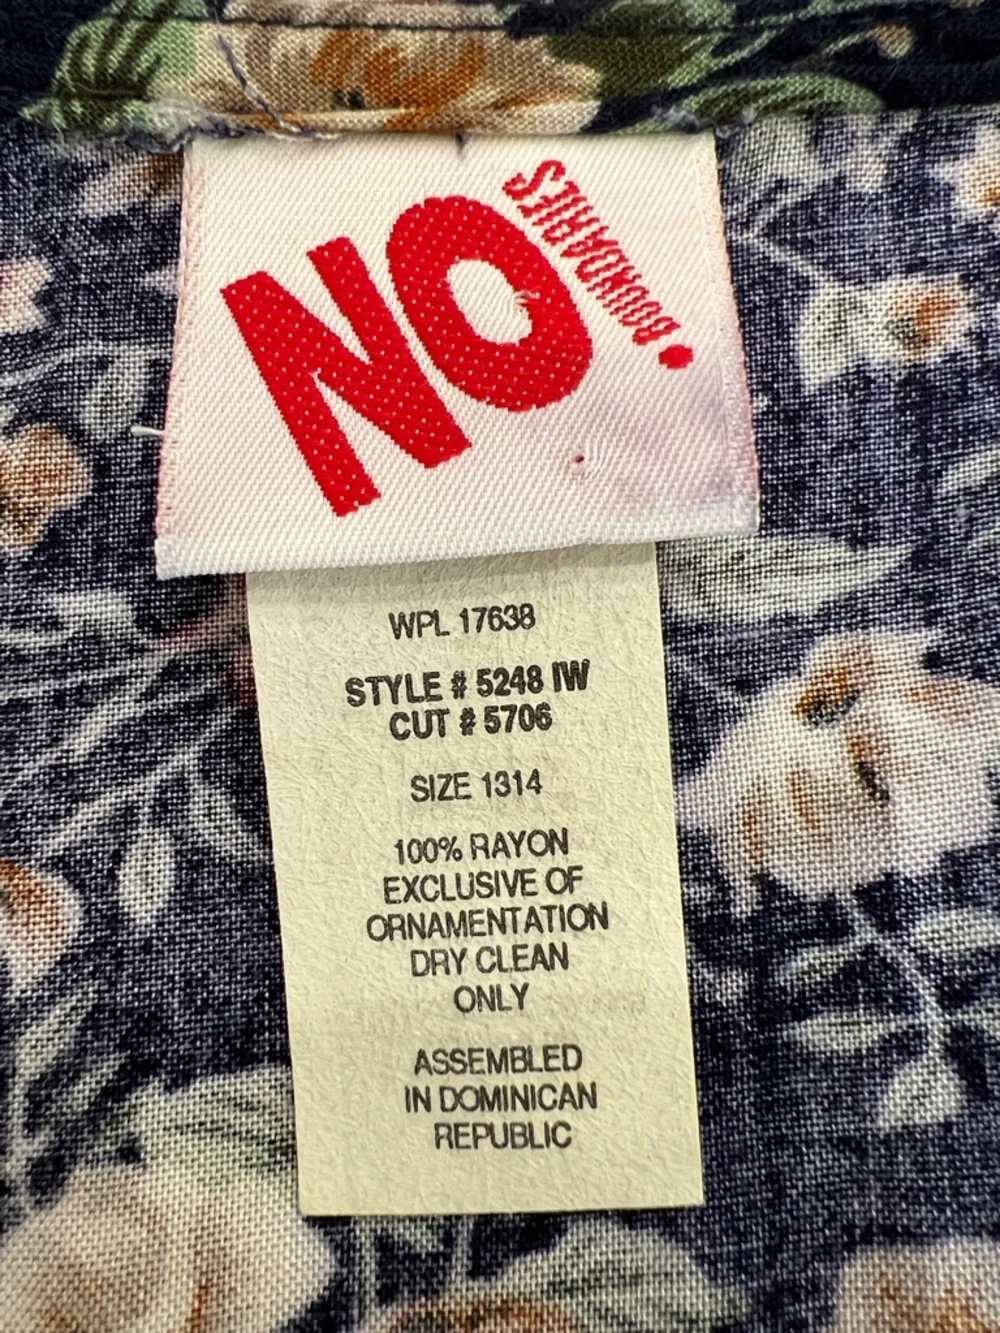 NO!
BOUNDARIES
WPL 17638
STYLE # 5248 IW
CUT # 5706
SIZE 1314
100% RAYON
EXCLUSIVE OF
ORNAMENTATION
DRY CLEAN
ONLY
ASSEMBLED
IN DOMINICAN
REPUBLIC